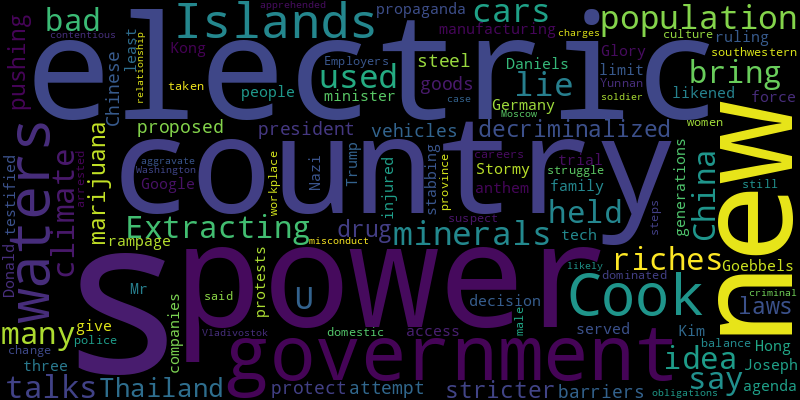 apprehended
propaganda
bad
Islands
cars
population
electric
manufacturing
charges
culture
ruling
contentious
pushing
least
Chinese
relationship
Kong
Employers
steel
Daniels
Glory
limit
southwestern
used
lie
bring
taken
people
minister
goods
Germany
Yunnan
likened
force
case
Moscow
soldier
proposed
president
vehicles
decriminalized
women
new
country
waters
climate
marijuana
arrested
aggravate
Washington
Google
workplace
Nazi
Trump
injured
stabbing
province
Stormy
careers
trial
struggle
anthem
family
generations
China
still
testified
Donald
suspect
held
steps
Extracting
drug
minerals
tech
rampage
misconduct
riches
Goebbels
s
power
protests
likely
dominated
criminal
Mr
said
U
decision
Cook
laws
companies
many
give
police
Vladivostok
domestic
access
male
served
Kim
balance
Hong
government
idea
change
three
Joseph
talks
Thailand
protect
attempt
stricter
barriers
say
agenda
obligations